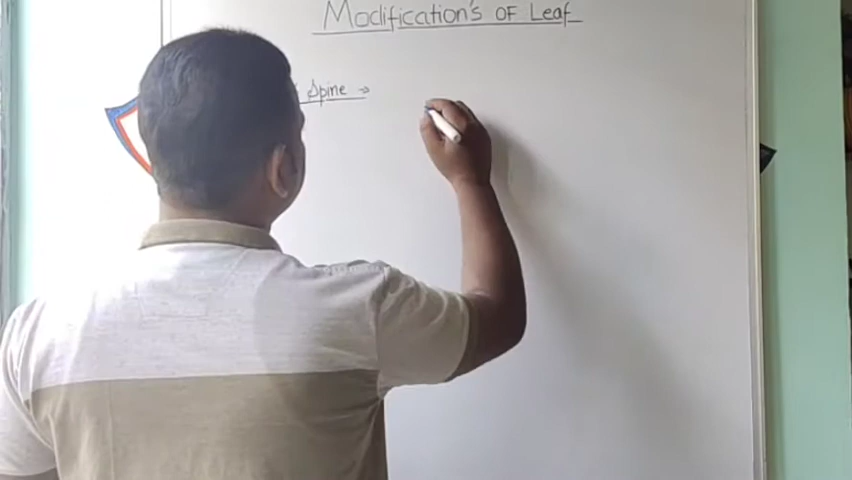 Modification's OF Leaf
Spine →